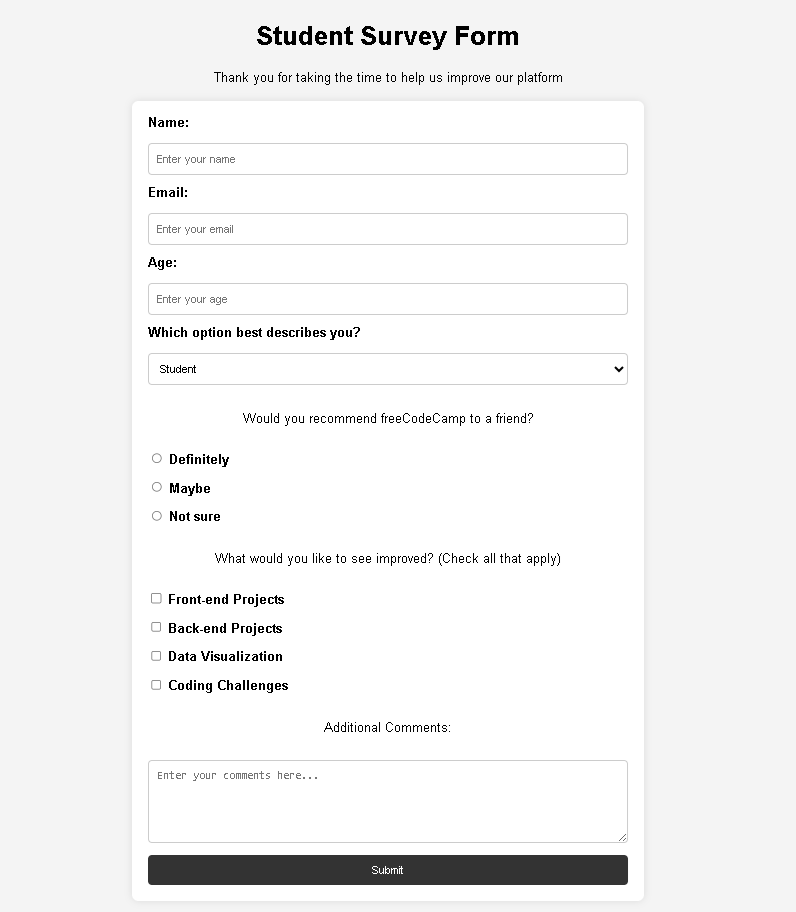 Student Survey Form
Thank you for taking the time to help us improve our platform
Name:
Enter your name
Email:
Enter your email
Age:
Enter your age
Which option best describes you?
Student
Would you recommend freeCodeCamp to a friend?
Definitely
Maybe
Not sure
What would you like to see improved? (Check all that apply)
Front-end Projects
Back-end Projects
Data Visualization
Coding Challenges
Additional Comments:
Enter your comments here...
Submit